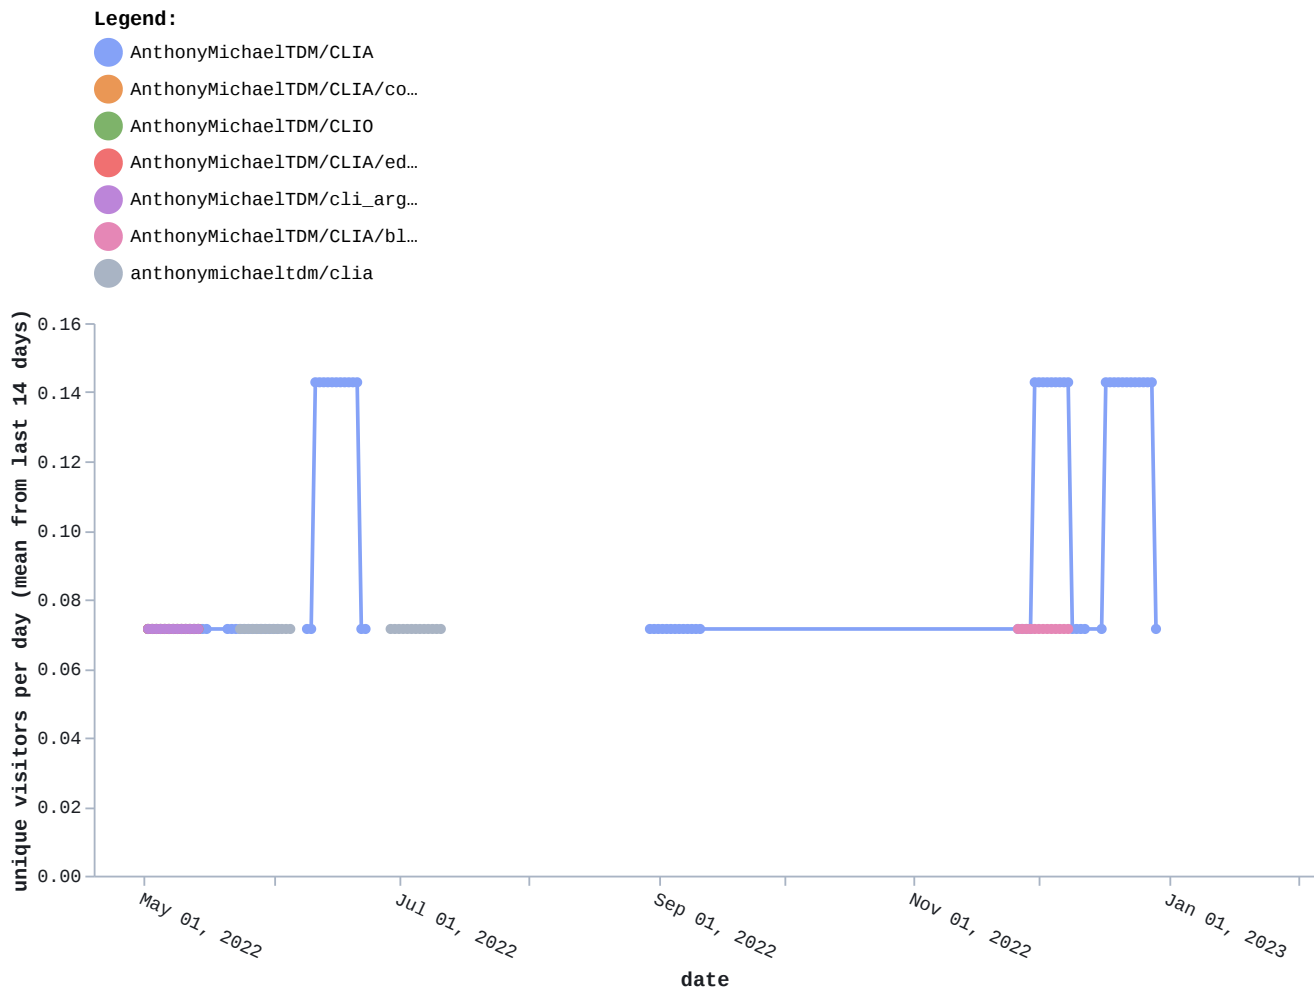 Legend:
AnthonyMichaelTDM/CLIA
AnthonyMichaelTDM/CLIA/co…
AnthonyMichaelTDM/CLIO
AnthonyMichaelTDM/CLIA/ed…
AnthonyMichaelTDM/cli_arg…
AnthonyMichaelTDM/CLIA/bl…
anthonymichaeltdm/clia
unique visitors per day (mean from last 14 days)
0.16
0.14
0.12
0.10
0.08
0.06
0.04
0.02
0.00
May 01, 2022
Jul 01, 2022
Sep 01, 2022
Nov 01, 2022
Jan 01, 2023
date